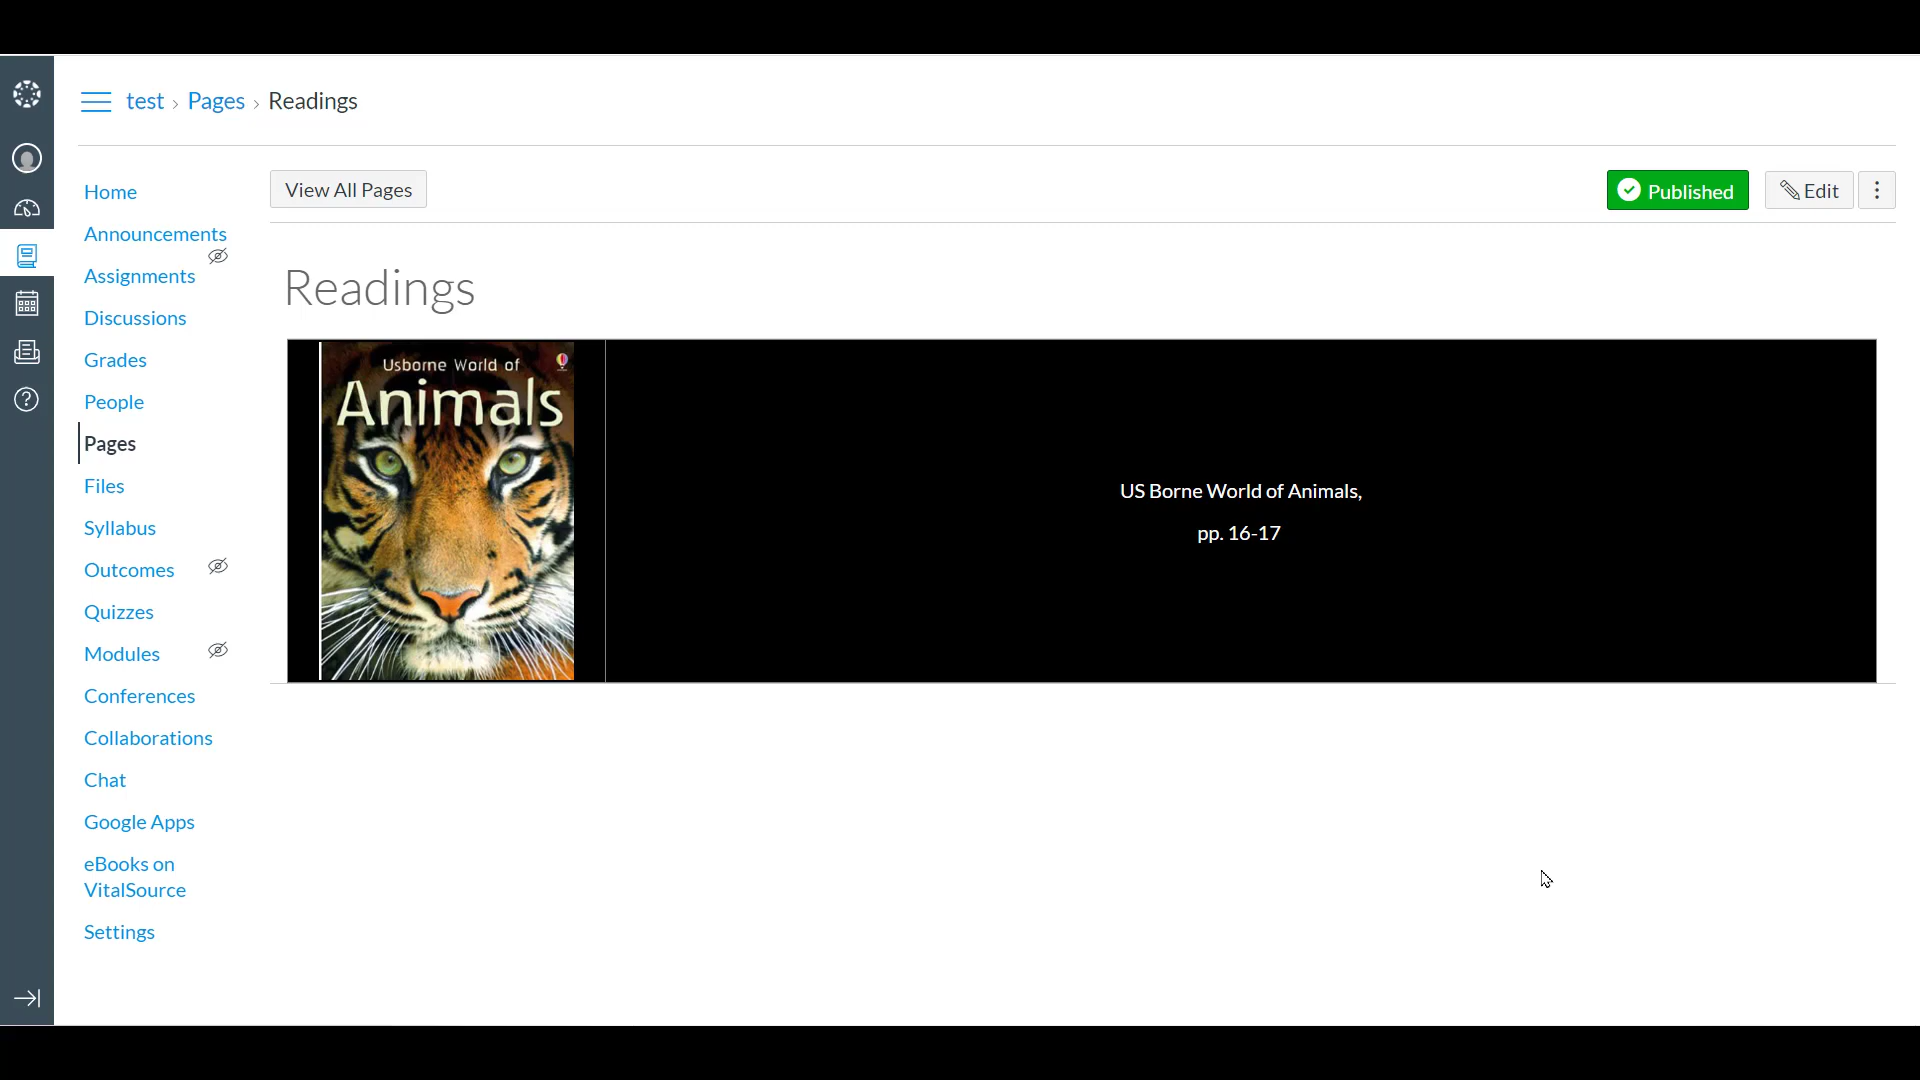 test › Pages › Readings
Home
Announcements
Assignments
Discussions
Grades
People
Pages
Files
Syllabus
Outcomes
Quizzes
Modules
Conferences
Collaborations
Chat
Google Apps
eBooks on
VitalSource
Settings
View All Pages
Published
Edit
Readings
Usborne World of
Animals
US Borne World of Animals,
pp. 16-17